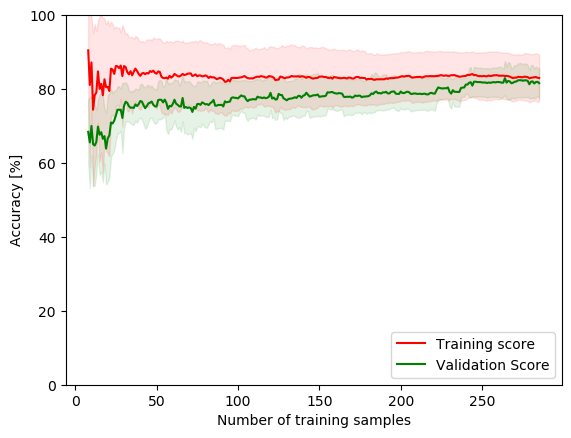 100
80
60
40
20
0
Accuracy [%]
0 50 100 150 200 250
Number of training samples
Training score
Validation Score